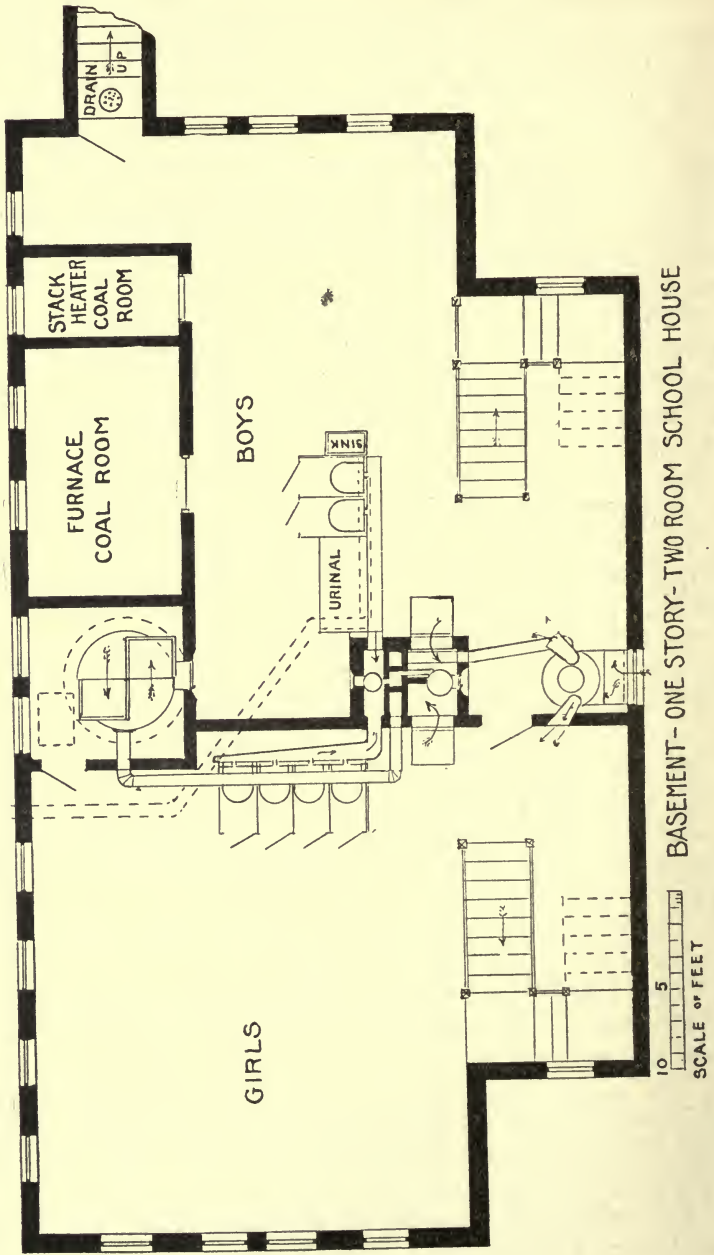 DRAIN
UP
STACK
HEATER
COAL
ROOM
FURNACE
COAL ROOM
BOYS
SINK
URINAL
GIRLS
10 5
SCALE OF FEET
BASEMENT- ONE STORY- TWO ROOM SCHOOL HOUSE